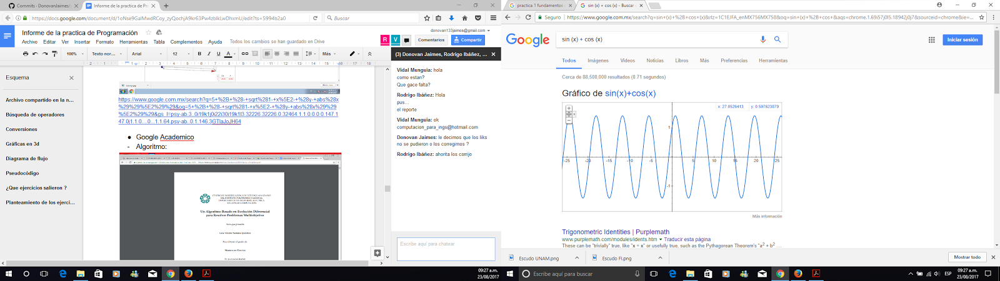 Commits · DonovanJaimes/
Informe de la practica de P
https://docs.google.com/document/d/1oNse9GalMwdRCoy_zyQochjA9kr63Pw4zblkLwDhxmU/edit?ts=5994b2a0
Buscar
Informe de la practica de Programación
donovan133jaimes@gmail.com
Archivo Editar Ver Insertar Formato Herramientas Tabla Complementos Ayuda Todos los cambios se han guardado en Drive
R V Comentarios Compartir
100% Texto nor... Arial 12 B I U A Más
(3) Donovan Jaimes, Rodrigo Ibáñez, ...
Esquema
Archivo compartido en la n...
Búsqueda de operadores
Conversiones
Gráficas en 3d
Diagrama de flujo
Pseudocódigo
¿Que ejercicios salieron ?
Planteamiento de los ejerci...
https://www.google.com.mx/search?q=5+%2B+%28-+sqrt%281-+x%5E2-+%28y-+abs%28x
%29%29%5E2%29%29&oq=5+%2B+%28-+sqrt%281-+x%5E2-+%28y-+abs%28x%29%29
%5E2%29%29&gs_l=psy-ab.3..0i19k1j0i22i30i19k1l3.32226.32226.0.32464.1.1.0.0.0.0.147.1
47.0j1.1.0....0...1.1.64.psy-ab..0.1.146.3GTlaJoJH64
● Google Academico
- Algoritmo:
Un Algoritmo Basado en Evolución Diferencial
para Resolver Problemas Multiobjetivo
Vidal Munguia: hola
como estan?
Que gace falta?
Rodrigo Ibáñez: Hola
pus...
el reporte
Vidal Munguia: ok
computacion_para_ings@hotmail.com
Donovan Jaimes: le decimos que los liks
no se pudieron o los corregimos ?
Rodrigo Ibáñez: ahorita los corrijo
Escribe aquí para chatear
09:27 a.m.
23/08/2017
practica 1 fundamentos
sin (x) + cos (x) - Buscar
Seguro https://www.google.com.mx/search?q=sin+(x)+%2B+cos+(x)&rlz=1C1EJFA_enMX756MX758&oq=sin+(x)+%2B+cos+&aqs=chrome.1.69i57j0l5.18942j0j7&sourceid=chrome&ie=...
Google
sin (x) + cos (x)
Iniciar sesión
Todos Imágenes Videos Noticias Libros Más Preferencias Herramientas
Cerca de 88,500,000 resultados (0.71 segundos)
Gráfico de sin(x)+cos(x)
x: 27.0526413 y: 0.597823879
1
-25 -20 -15 -10 -5 5 10 15 20 25
-1
Más información
Trigonometric Identities | Purplemath
www.purplemath.com/modules/idents.htm Traducir esta página
These can be "trivially" true, like "x = x" or usefully true, such as the Pythagorean Theorem's "a² + b² ....
Escudo UNAM.png
Escudo FI.png
Mostrar todo
Escribe aquí para buscar
ESP
09:27 a.m.
23/08/2017